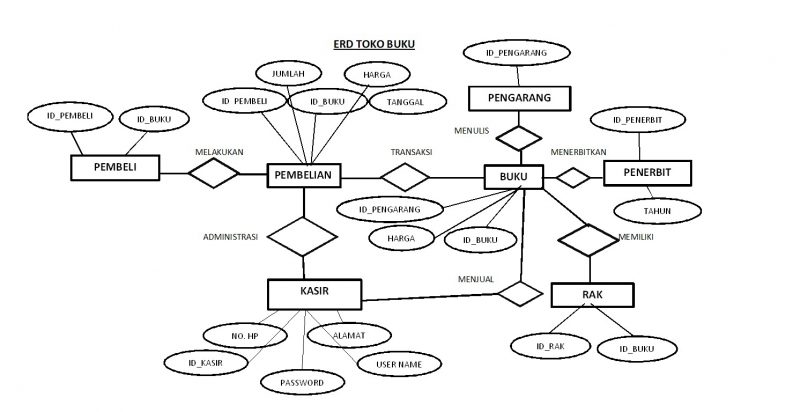 ERD TOKO BUKU
ID_PENGARANG
JUMLAH
HARGA
PENGARANG
ID_PEMBELI
ID_BUKU
TANGGAL
ID_PEMBELI
ID_BUKU
ID_PENERBIT
MENULIS
MELAKUKAN
TRANSAKSI
MENERBITKAN
PEMBELI
PEMBELIAN
BUKU
PENERBIT
ID_PENGARANG
TAHUN
ADMINISTRASI
HARGA
ID_BUKU
MEMILIKI
MENJUAL
KASIR
RAK
NO. HP
ALAMAT
ID_KASIR
USER NAME
ID_RAK
ID_BUKU
PASSWORD